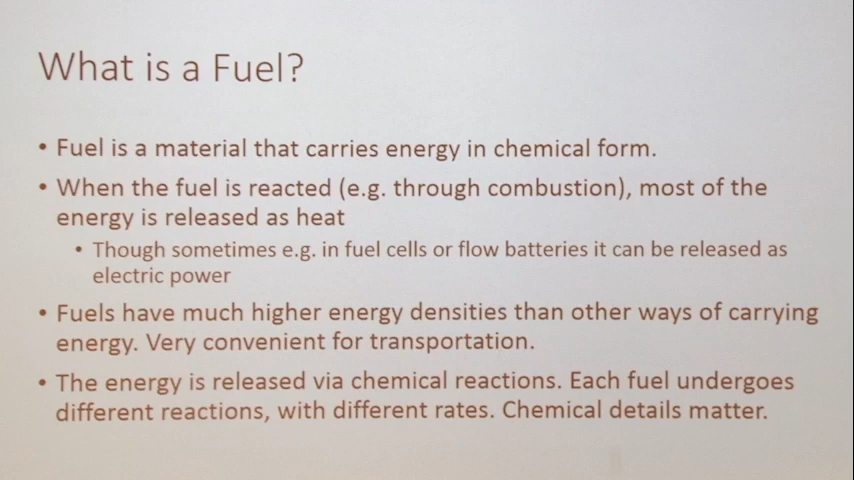 What is a Fuel?
• Fuel is a material that carries energy in chemical form.
• When the fuel is reacted (e.g. through combustion), most of the
energy is released as heat
• Though sometimes e.g. in fuel cells or flow batteries it can be released as
electric power
• Fuels have much higher energy densities than other ways of carrying
energy. Very convenient for transportation.
• The energy is released via chemical reactions. Each fuel undergoes
different reactions, with different rates. Chemical details matter.